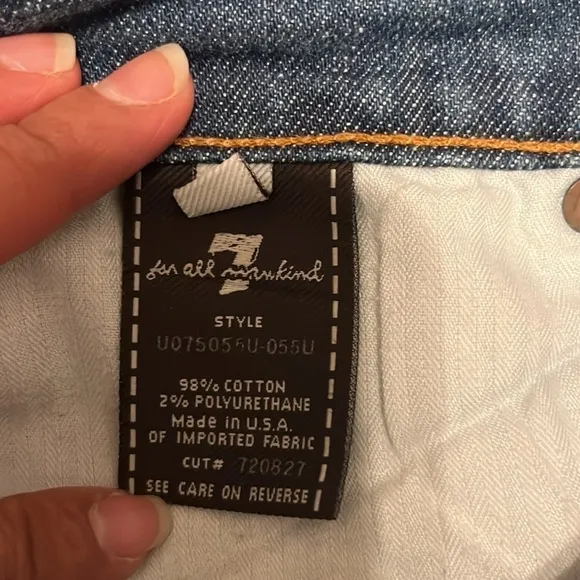 7
for all mankind
STYLE
U075055U-055U
98% COTTON
2% POLYURETHANE
Made in U.S.A.
OF IMPORTED FABRIC
CUT# 720827
SEE CARE ON REVERSE